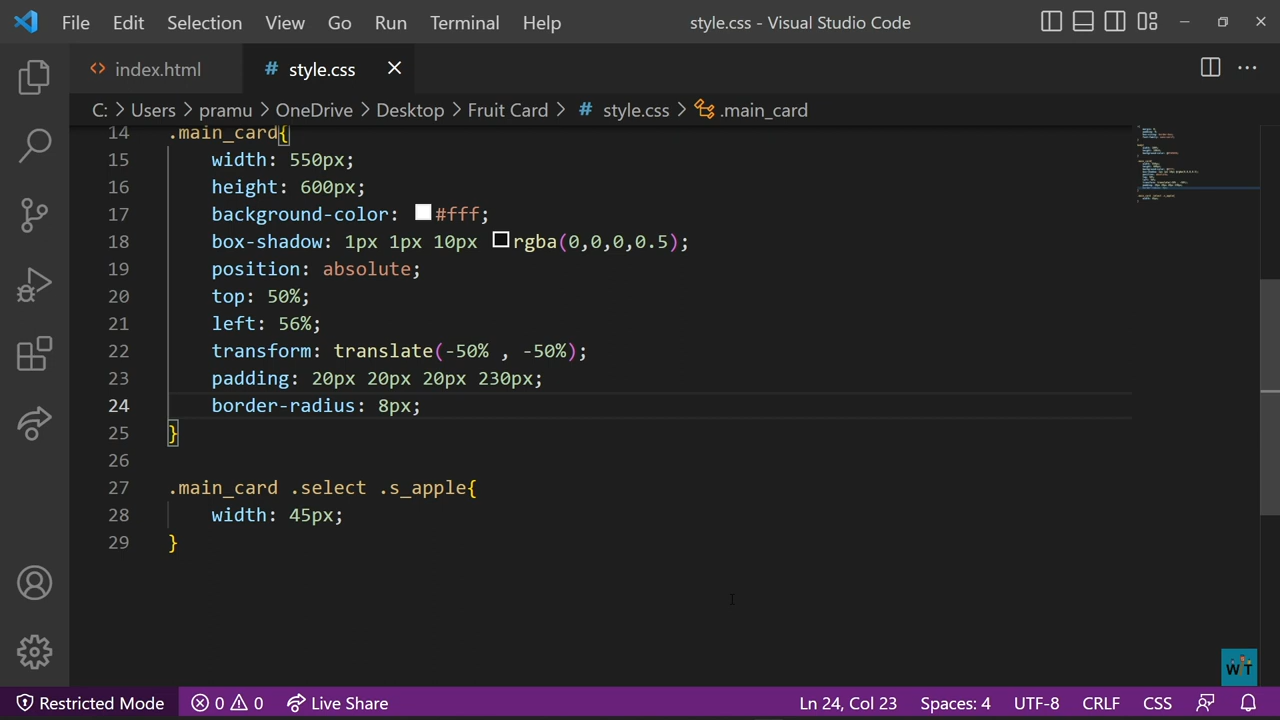 File Edit Selection View Go Run Terminal Help style.css - Visual Studio Code
<> index.html # style.css
C: > Users > pramu > OneDrive > Desktop > Fruit Card > # style.css > .main_card
14 .main_card{
15 width: 550px;
16 height: 600px;
17 background-color: #fff;
18 box-shadow: 1px 1px 10px rgba(0,0,0,0.5);
19 position: absolute;
20 top: 50%;
21 left: 56%;
22 transform: translate(-50% , -50%);
23 padding: 20px 20px 20px 230px;
24 border-radius: 8px;
25 }
26
27 .main_card .select .s_apple{
28 width: 45px;
29 }
WT
Restricted Mode 0 0 Live Share Ln 24, Col 23 Spaces: 4 UTF-8 CRLF CSS